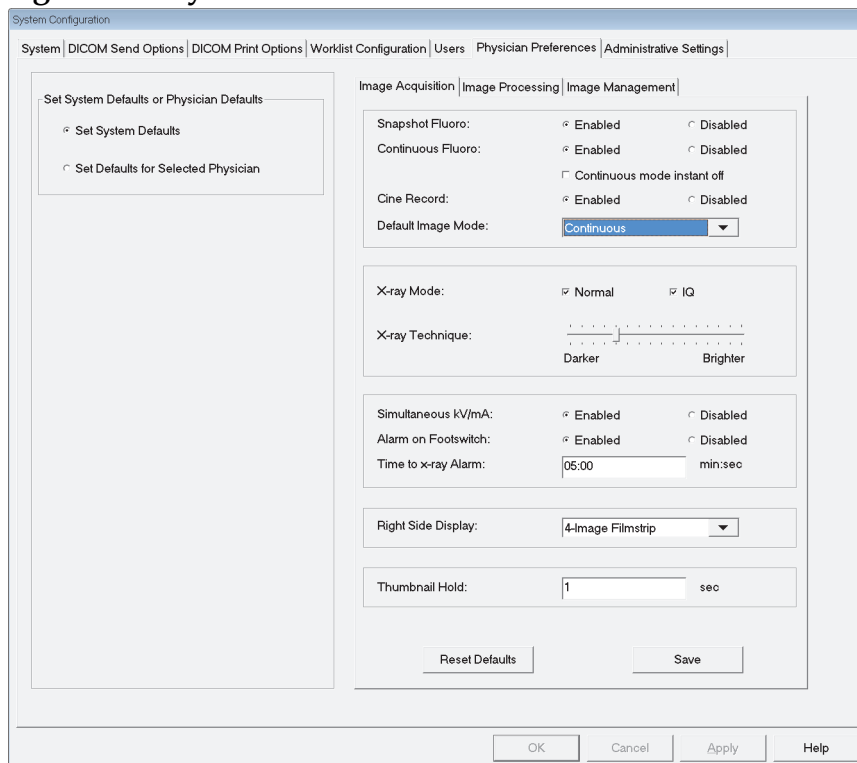 System Configuration
System DICOM Send Options DICOM Print Options Worklist Configuration Users Physician Preferences Administrative Settings
Set System Defaults or Physician Defaults
Set System Defaults
Set Defaults for Selected Physician
Image Acquisition Image Processing Image Management
Snapshot Fluoro: Enabled Disabled
Continuous Fluoro: Enabled Disabled
Continuous mode instant off
Cine Record: Enabled Disabled
Default Image Mode: Continuous
X-ray Mode: Normal IQ
X-ray Technique:
Darker Brighter
Simultaneous kV/mA: Enabled Disabled
Alarm on Footswitch: Enabled Disabled
Time to x-ray Alarm: 05:00 min:sec
Right Side Display: 4-Image Filmstrip
Thumbnail Hold: 1 sec
Reset Defaults Save
OK Cancel Apply Help